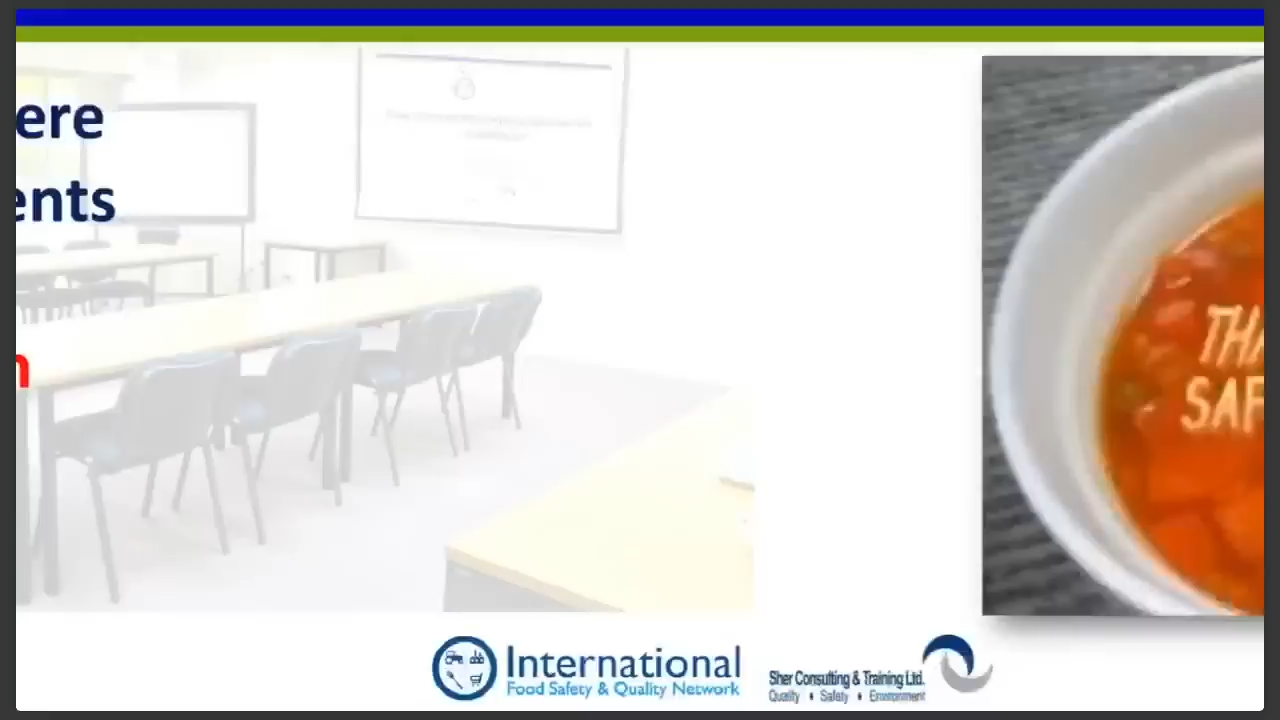 ere
ents
n
THA
SAF
International
Food Safety & Quality Network
Sher Consulting & Training Ltd.
Quality • Safety • Environment